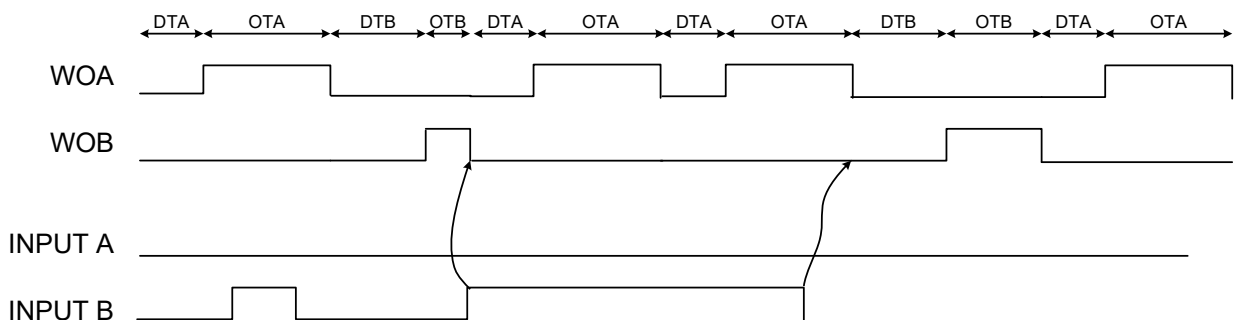 DTA OTA DTB OTB DTA OTA DTA OTA DTB OTB DTA OTA
WOA
WOB
INPUT A
INPUT B